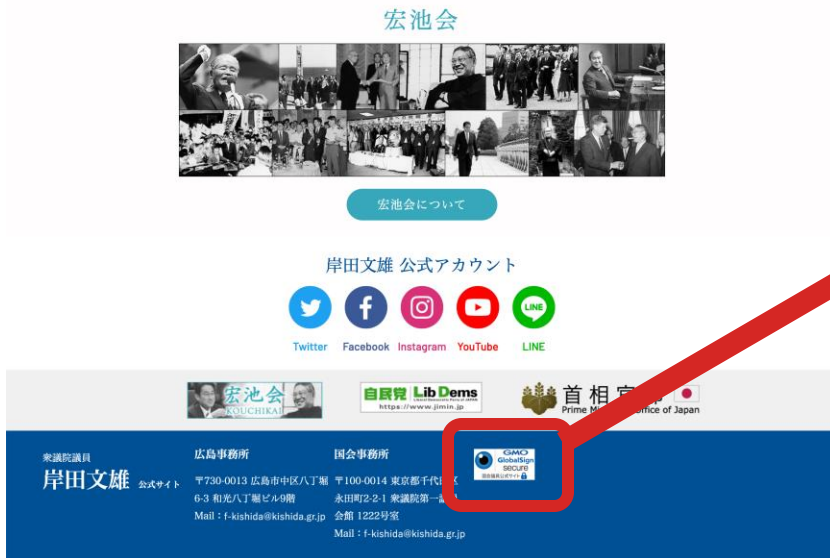 宏池会
宏池会について
岸田文雄 公式アカウント
Twitter Facebook Instagram YouTube LINE
LINE
宏池会
KOUCHIKAI
自民党 Lib Dems
https://www.jimin.jp
首相官邸
Prime Office of Japan
衆議院議員
岸田文雄 公式サイト
広島事務所
〒730-0013 広島市中区八丁堀
6-3 和光八丁堀ビル9階
Mail：f-kishida@kishida.gr.jp
国会事務所
〒100-0014 東京都千代田区
永田町2-2-1 衆議院第一議員
会館 1222号室
Mail：f-kishida@kishida.gr.jp
GMO
GlobalSign
secure